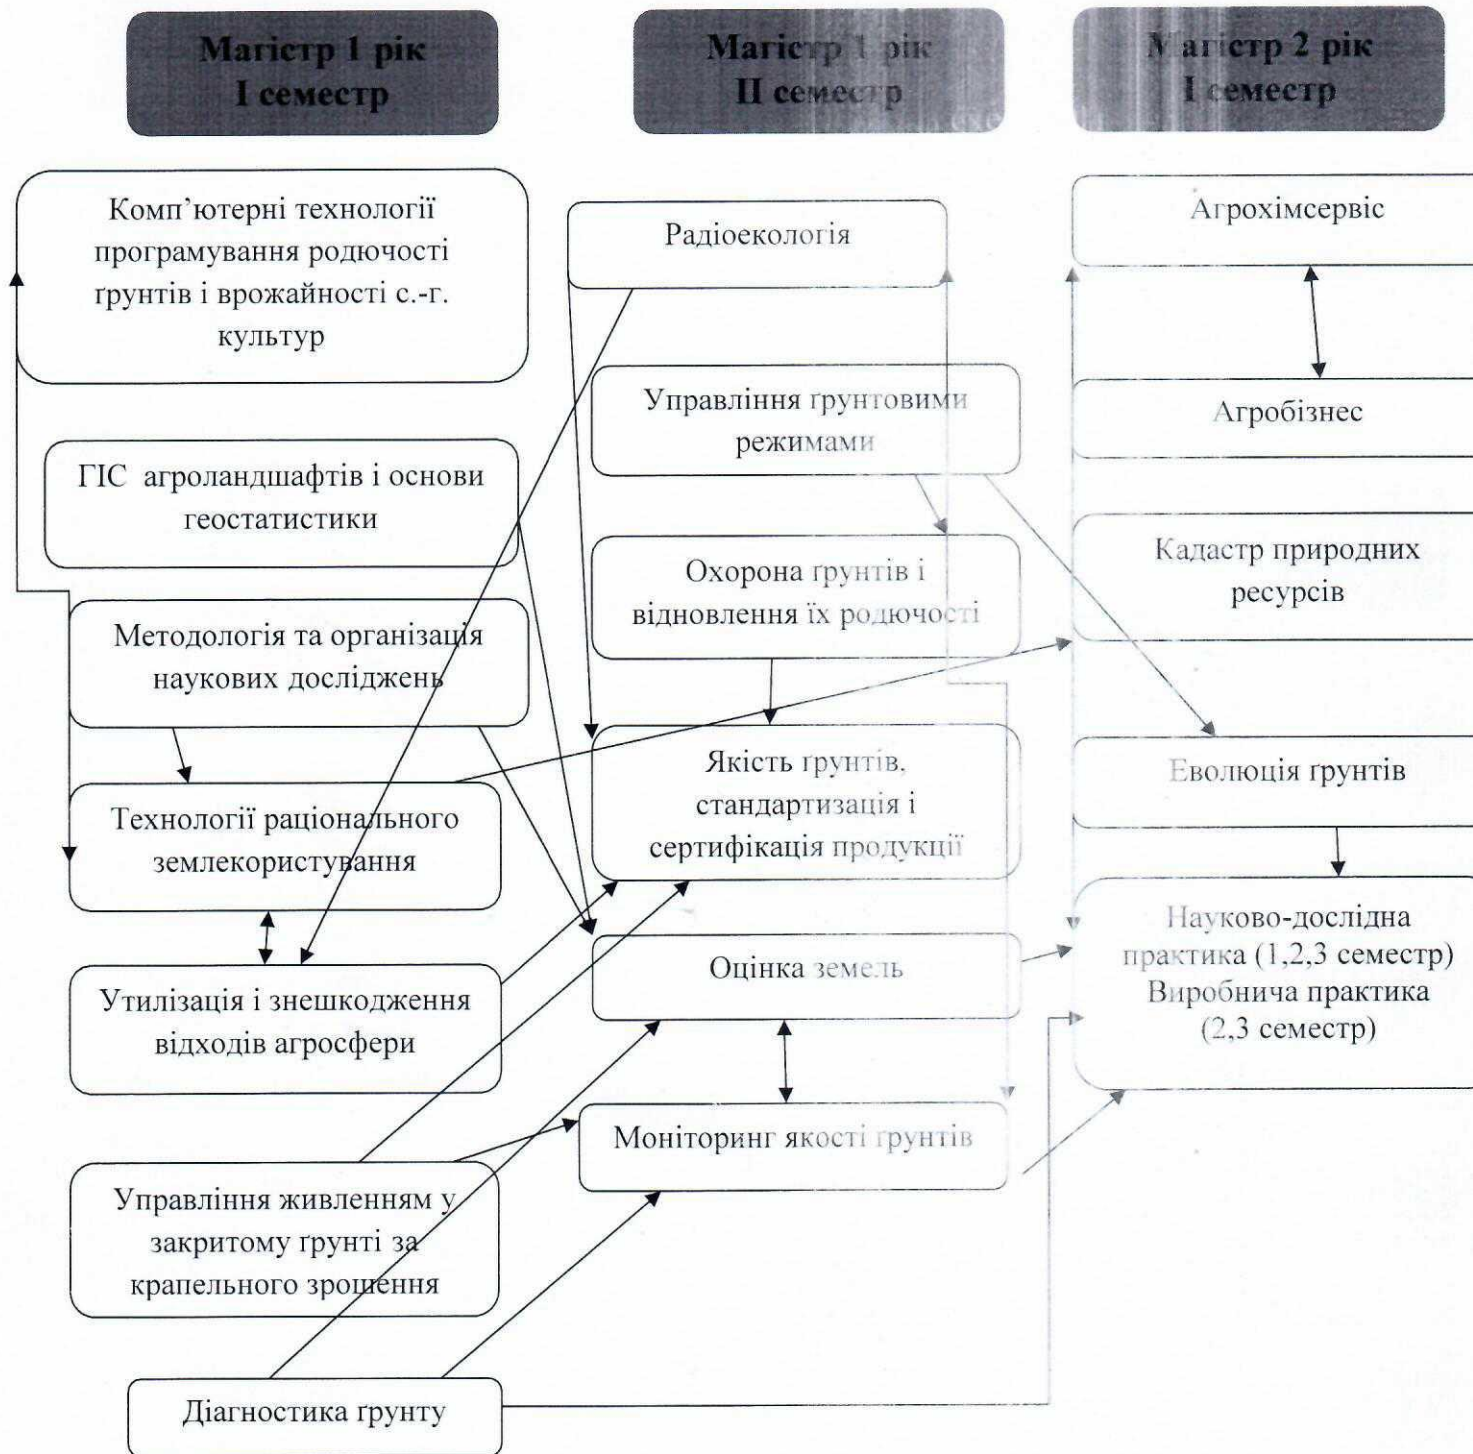 Магістр 1 рік
І семестр
Магістр 1 рік
ІІ семестр
Магістр 2 рік
І семестр
Комп’ютерні технології
програмування родючості
ґрунтів і врожайності с.-г.
культур
ГІС агроландшафтів і основи
геостатистики
Методологія та організація
наукових досліджень
Технології раціонального
землекористування
Утилізація і знешкодження
відходів агросфери
Управління живленням у
закритому ґрунті за
крапельного зрошення
Діагностика ґрунту
Радіоекологія
Управління ґрунтовими
режимами
Охорона ґрунтів і
відновлення їх родючості
Якість ґрунтів,
стандартизація і
сертифікація продукції
Оцінка земель
Моніторинг якості ґрунтів
Агрохімсервіс
Агробізнес
Кадастр природних
ресурсів
Еволюція ґрунтів
Науково-дослідна
практика (1,2,3 семестр)
Виробнича практика
(2,3 семестр)